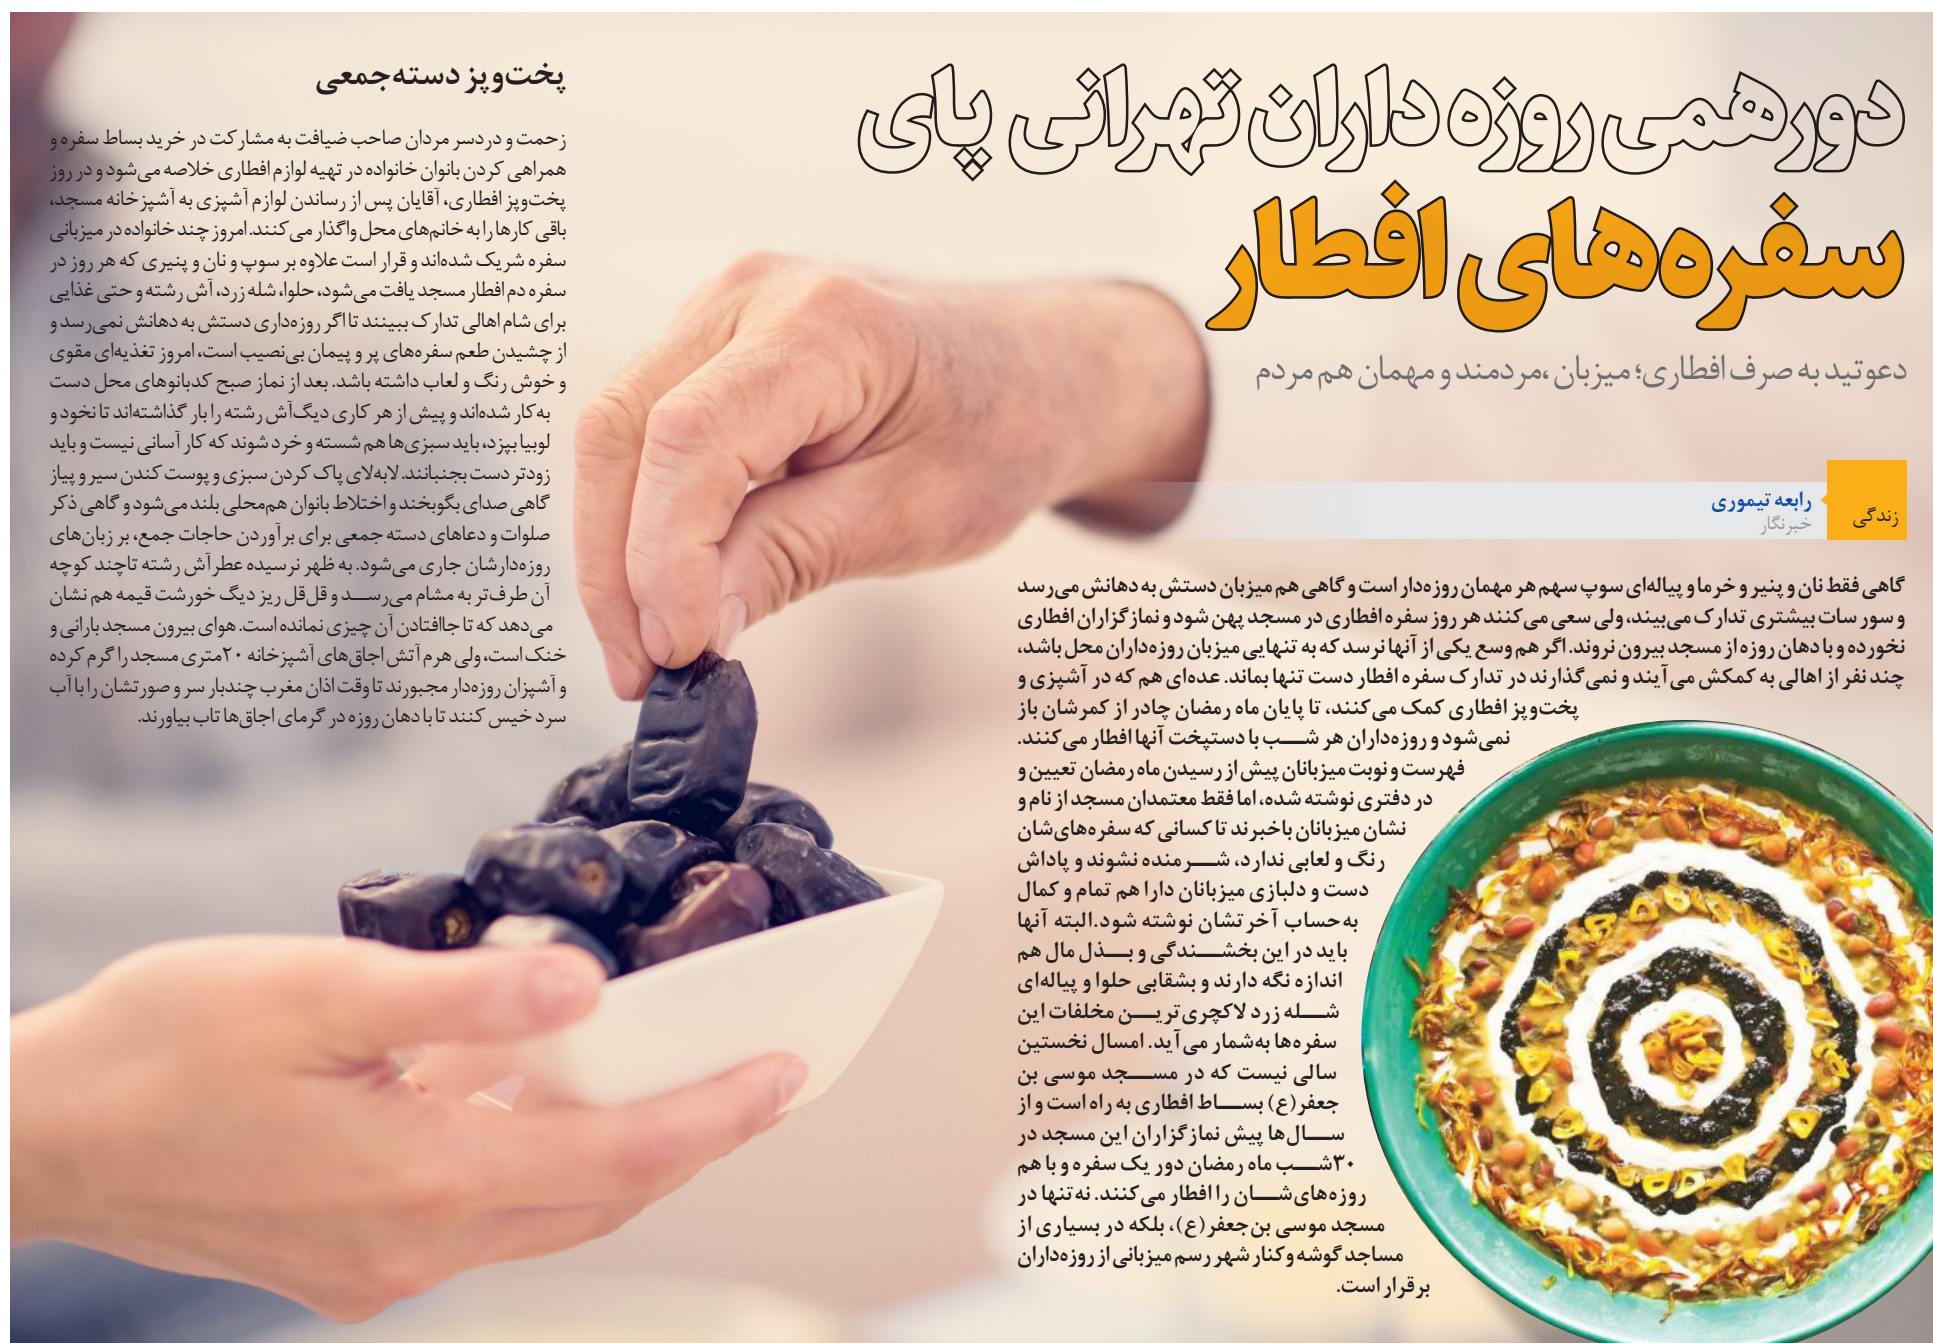 دورهمی روزه داران تهرانی پای
سفره‌های افطار
دعوتید به صرف افطاری؛ میزبان ،مردمند و مهمان هم مردم
زندگی
رابعه تیموری
خبرنگار
گاهی فقط نان و پنیر و خرما و پیاله‌ای سوپ سهم هر مهمان روزه‌دار است و گاهی هم میزبان دستش به دهانش می‌رسد
و سور سات بیشتری تدارک می‌بیند، ولی سعی می‌کنند هر روز سفره افطاری در مسجد پهن شود و نمازگزاران افطاری
نخورده و با دهان روزه از مسجد بیرون نروند. اگر هم وسع یکی از آنها نرسد که به تنهایی میزبان روزه‌داران محل باشد،
چند نفر از اهالی به کمکش می‌آیند و نمی‌گذارند در تدارک سفره افطار دست تنها بماند. عده‌ای هم که در آشپزی و
پخت‌وپز افطاری کمک می‌کنند، تا پایان ماه رمضان چادر از کمرشان باز
نمی‌شود و روزه‌داران هر شب با دستپخت آنها افطار می‌کنند.
فهرست و نوبت میزبانان پیش از رسیدن ماه رمضان تعیین و
در دفتری نوشته شده، اما فقط معتمدان مسجد از نام و
نشان میزبانان باخبرند تا کسانی که سفره‌های‌شان
رنگ و لعابی ندارد، شرمنده نشوند و پاداش
دست و دلبازی میزبانان دارا هم تمام و کمال
به‌حساب آخرتشان نوشته شود.البته آنها
باید در این بخشندگی و بذل مال هم
اندازه نگه دارند و بشقابی حلوا و پیاله‌ای
شله زرد لاکچری‌ترین مخلفات این
سفره‌ها به‌شمار می‌آید. امسال نخستین
سالی نیست که در مسجد موسی بن
جعفر(ع) بساط افطاری به راه است و از
سال‌ها پیش نمازگزاران این مسجد در
۳۰شب ماه رمضان دور یک سفره و با هم
روزه‌های‌شان را افطار می‌کنند. نه‌تنها در
مسجد موسی بن‌جعفر(ع)، بلکه در بسیاری از
مساجد گوشه وکنار شهر رسم میزبانی از روزه‌داران
برقرار است.
پخت‌وپز دسته‌جمعی
زحمت و دردسر مردان صاحب ضیافت به مشارکت در خرید بساط سفره و
همراهی کردن بانوان خانواده در تهیه لوازم افطاری خلاصه می‌شود و در روز
پخت‌وپز افطاری، آقایان پس از رساندن لوازم آشپزی به آشپزخانه مسجد،
باقی کارها را به خانم‌های محل واگذار می‌کنند. امروز چند خانواده در میزبانی
سفره شریک شده‌اند و قرار است علاوه بر سوپ و نان و پنیری که هر روز در
سفره دم افطار مسجد یافت می‌شود، حلوا، شله زرد، آش رشته و حتی غذایی
برای شام اهالی تدارک ببینند تا اگر روزه‌داری دستش به دهانش نمی‌رسد و
از چشیدن طعم سفره‌های پر و پیمان بی‌نصیب است، امروز تغذیه‌ای مقوی
و خوش رنگ و لعاب داشته باشد. بعد از نماز صبح کدبانوهای محل دست
به‌کار شده‌اند و پیش از هر کاری دیگ‌آش رشته را بار گذاشته‌اند تا نخود و
لوبیا بپزد، باید سبزی‌ها هم شسته و خرد شوند که کار آسانی نیست و باید
زودتر دست بجنبانند. لابه‌لای پاک کردن سبزی و پوست کندن سیر و پیاز
گاهی صدای بگوبخند و اختلاط بانوان هم‌محلی بلند می‌شود و گاهی ذکر
صلوات و دعاهای دسته جمعی برای برآوردن حاجات جمع، بر زبان‌های
روزه‌دارشان جاری می‌شود. به ظهر نرسیده عطرآش رشته تاچند کوچه
آن طرف‌تر به مشام می‌رسد و قل‌قل ریز دیگ خورشت قیمه هم نشان
می‌دهد که تا جاافتادن آن چیزی نمانده است. هوای بیرون مسجد بارانی و
خنک است، ولی هرم آتش اجاق‌های آشپزخانه ۲۰متری مسجد را گرم کرده
و آشپزان روزه‌دار مجبورند تا وقت اذان مغرب چندبار سر و صورتشان را با آب
سرد خیس کنند تا با دهان روزه در گرمای اجاق‌ها تاب بیاورند.